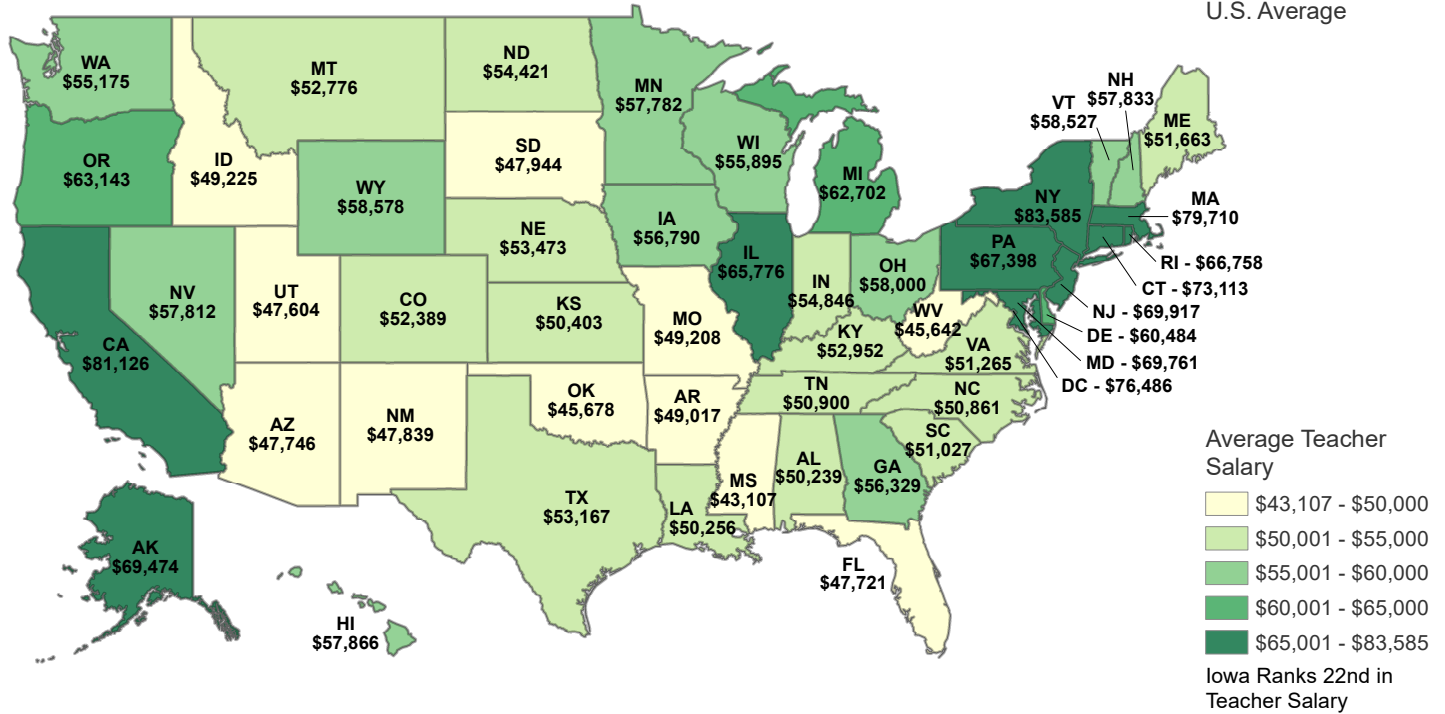 U.S. Average
WA
$55,175
MT
$52,776
ND
$54,421
MN
$57,782
NH
$57,833
VT
$58,527
ME
$51,663
OR
$63,143
ID
$49,225
SD
$47,944
WI
$55,895
MI
$62,702
WY
$58,578
NY
$83,585
MA
$79,710
IA
$56,790
NE
$53,473
PA
$67,398
IL
$65,776
RI - $66,758
OH
$58,000
IN
$54,846
CT - $73,113
NV
$57,812
UT
$47,604
CO
$52,389
KS
$50,403
MO
$49,208
WV
$45,642
NJ - $69,917
KY
$52,952
DE - $60,484
CA
$81,126
VA
$51,265
MD - $69,761
DC - $76,486
TN
$50,900
NC
$50,861
OK
$45,678
AR
$49,017
AZ
$47,746
NM
$47,839
SC
$51,027
AL
$50,239
GA
$56,329
MS
$43,107
TX
$53,167
LA
$50,256
AK
$69,474
FL
$47,721
HI
$57,866
Average Teacher
Salary
$43,107 - $50,000
$50,001 - $55,000
$55,001 - $60,000
$60,001 - $65,000
$65,001 - $83,585
Iowa Ranks 22nd in
Teacher Salary